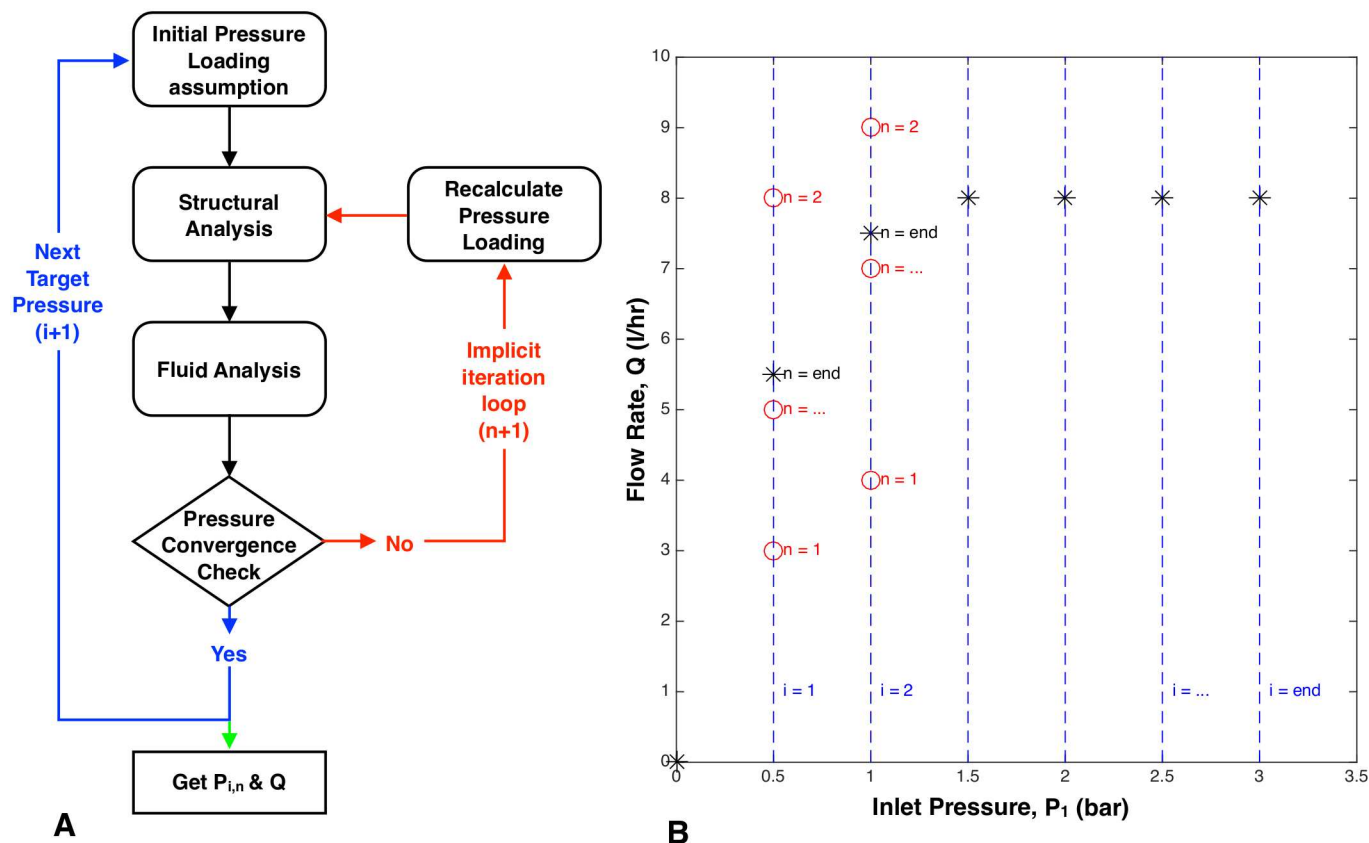 Initial Pressure
Loading
assumption
Structural
Analysis
Recalculate
Pressure
Loading
Next
Target
Pressure
(i+1)
Fluid Analysis
Implicit
iteration
loop
(n+1)
Pressure
Convergence
Check
No
Yes
Get Pi,n & Q
A
Flow Rate, Q (l/hr)
10
9
8
7
6
5
4
3
2
1
0
n = 2
n = end
n = ...
n = 1
n = 2
n = end
n = ...
n = 1
i = 1
i = 2
i = ...
i = end
0
0.5
1
1.5
2
2.5
3
3.5
Inlet Pressure, P1 (bar)
B